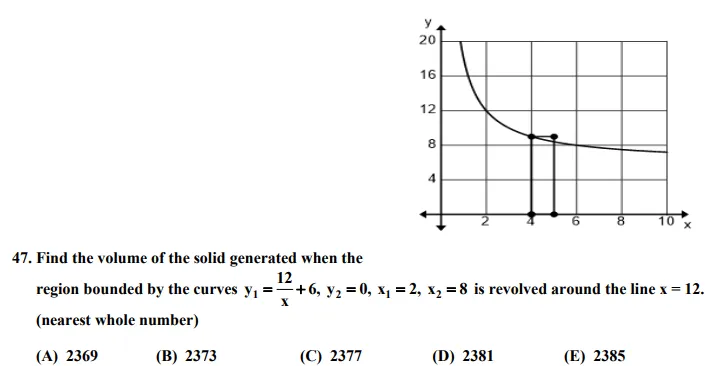 y
20
16
12
8
4
2 4 6 8 10 x
47. Find the volume of the solid generated when the
region bounded by the curves y₁ = 12/x + 6, y₂ = 0, x₁ = 2, x₂ = 8 is revolved around the line x = 12.
(nearest whole number)
(A) 2369 (B) 2373 (C) 2377 (D) 2381 (E) 2385